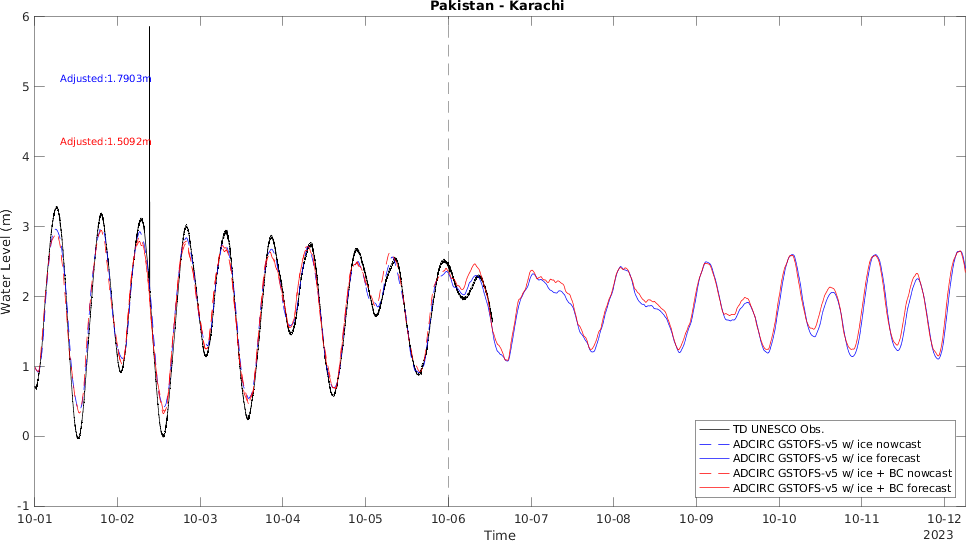 Pakistan - Karachi
6
5
4
3
2
1
0
-1
Water Level (m)
Adjusted:1.7903m
Adjusted:1.5092m
TD UNESCO Obs.
ADCIRC GSTOFS-v5 w/ ice nowcast
ADCIRC GSTOFS-v5 w/ ice forecast
ADCIRC GSTOFS-v5 w/ ice + BC nowcast
ADCIRC GSTOFS-v5 w/ ice + BC forecast
10-01 10-02 10-03 10-04 10-05 10-06 10-07 10-08 10-09 10-10 10-11 10-12
2023
Time